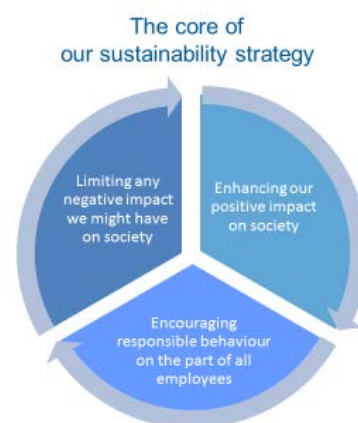 The core of
our sustainability strategy
Limiting any
negative impact
we might have
on society
Enhancing our
positive impact
on society
Encouraging
responsible behaviour
on the part of all
employees